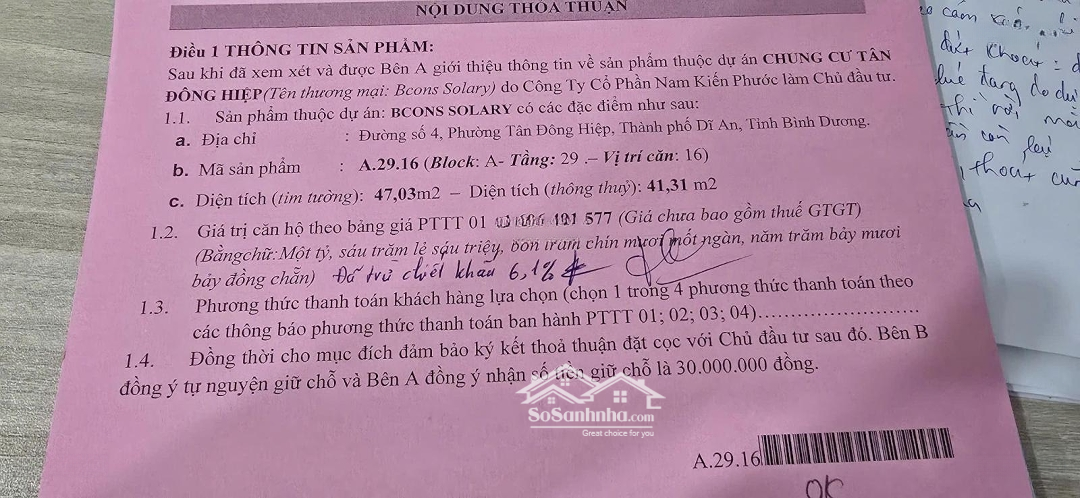 NỘI DUNG THỎA THUẬN
Điều 1 THÔNG TIN SẢN PHẨM:
Sau khi đã xem xét và được Bên A giới thiệu thông tin về sản phẩm thuộc dự án CHUNG CƯ TÂN
ĐÔNG HIỆP(Tên thương mại: Bcons Solary) do Công Ty Cổ Phần Nam Kiến Phước làm Chủ đầu tư.
1.1. Sản phẩm thuộc dự án: BCONS SOLARY có các đặc điểm như sau:
a. Địa chỉ : Đường số 4, Phường Tân Đông Hiệp, Thành phố Dĩ An, Tỉnh Bình Dương.
b. Mã sản phẩm : A.29.16 (Block: A- Tầng: 29 .– Vị trí căn: 16)
c. Diện tích (tim tường): 47,03m2 – Diện tích (thông thuỷ): 41,31 m2
1.2. Giá trị căn hộ theo bảng giá PTTT 01 577 (Giá chưa bao gồm thuế GTGT)
(Bằngchữ:Một tỷ, sáu trăm lẻ sáu triệu, bốn trăm chín mươi mốt ngàn, năm trăm bảy mươi
bảy đồng chẵn) Đã trừ chiết khấu 6,1%
1.3. Phương thức thanh toán khách hàng lựa chọn (chọn 1 trong 4 phương thức thanh toán theo
các thông báo phương thức thanh toán ban hành PTTT 01; 02; 03; 04)........................
1.4. Đồng thời cho mục đích đảm bảo ký kết thoả thuận đặt cọc với Chủ đầu tư sau đó. Bên B
đồng ý tự nguyện giữ chỗ và Bên A đồng ý nhận số tiền giữ chỗ là 30.000.000 đồng.
SoSanhnha.com
Great choice for you
A.29.16
OK